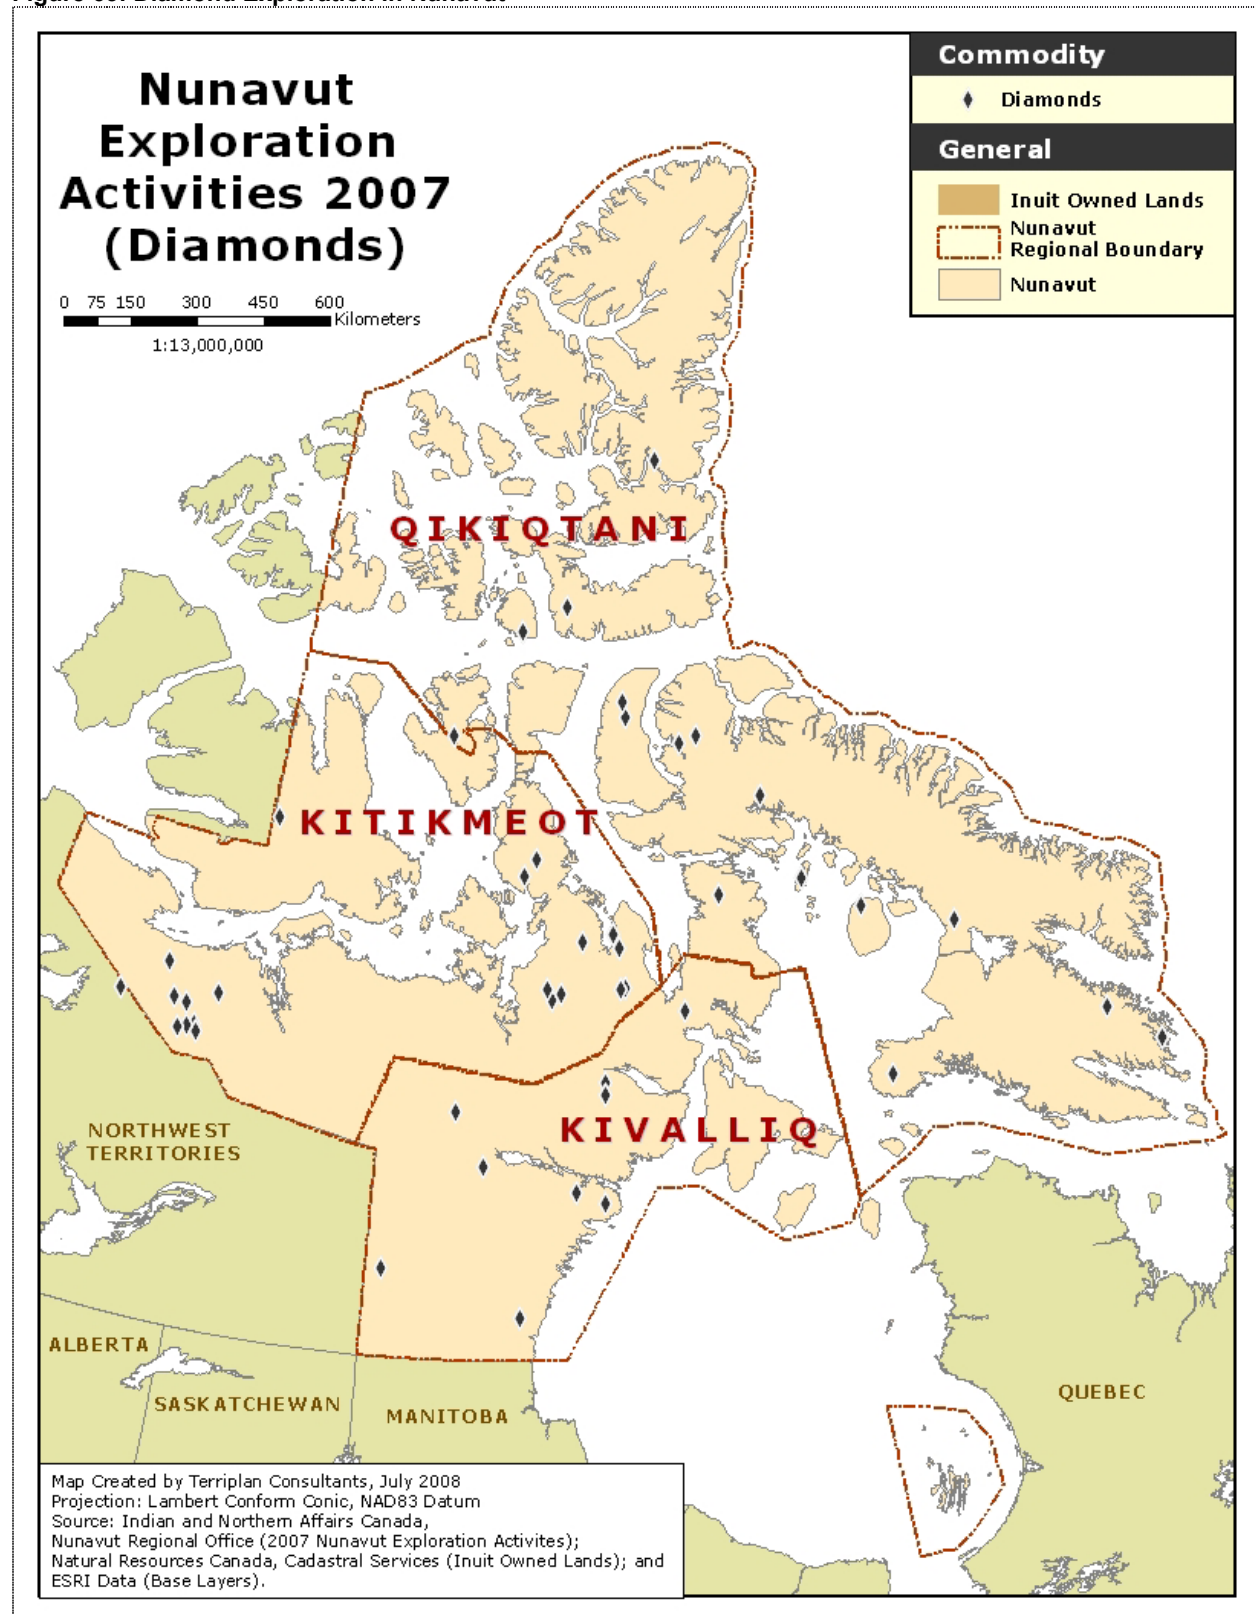 Nunavut
Exploration
Activities 2007
(Diamonds)
0 75 150 300 450 600
Kilometers
1:13,000,000
Commodity
Diamonds
General
Inuit Owned Lands
Nunavut
Regional Boundary
Nunavut
QIKIQTANI
KITIKMEOT
KIVALLIQ
NORTHWEST
TERRITORIES
ALBERTA
SASKATCHEWAN
MANITOBA
QUEBEC
Map Created by Terriplan Consultants, July 2008
Projection: Lambert Conform Conic, NAD83 Datum
Source: Indian and Northern Affairs Canada,
Nunavut Regional Office (2007 Nunavut Exploration Activites);
Natural Resources Canada, Cadastral Services (Inuit Owned Lands); and
ESRI Data (Base Layers).